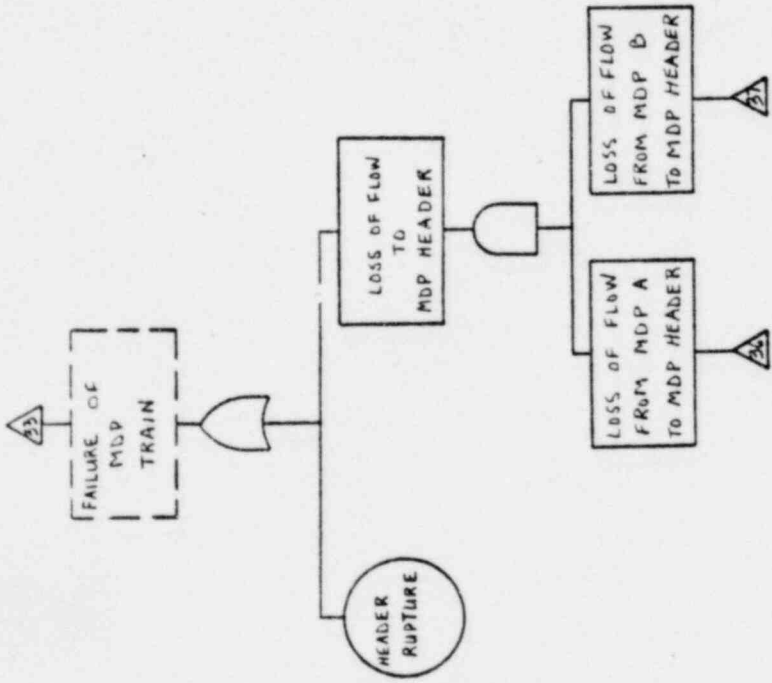 33
FAILURE OF
MDP
TRAIN
HEADER
RUPTURE
LOSS OF FLOW
TO
MDP HEADER
LOSS OF FLOW
FROM MDP A
TO MDP HEADER
36
LOSS OF FLOW
FROM MDP B
TO MDP HEADER
37